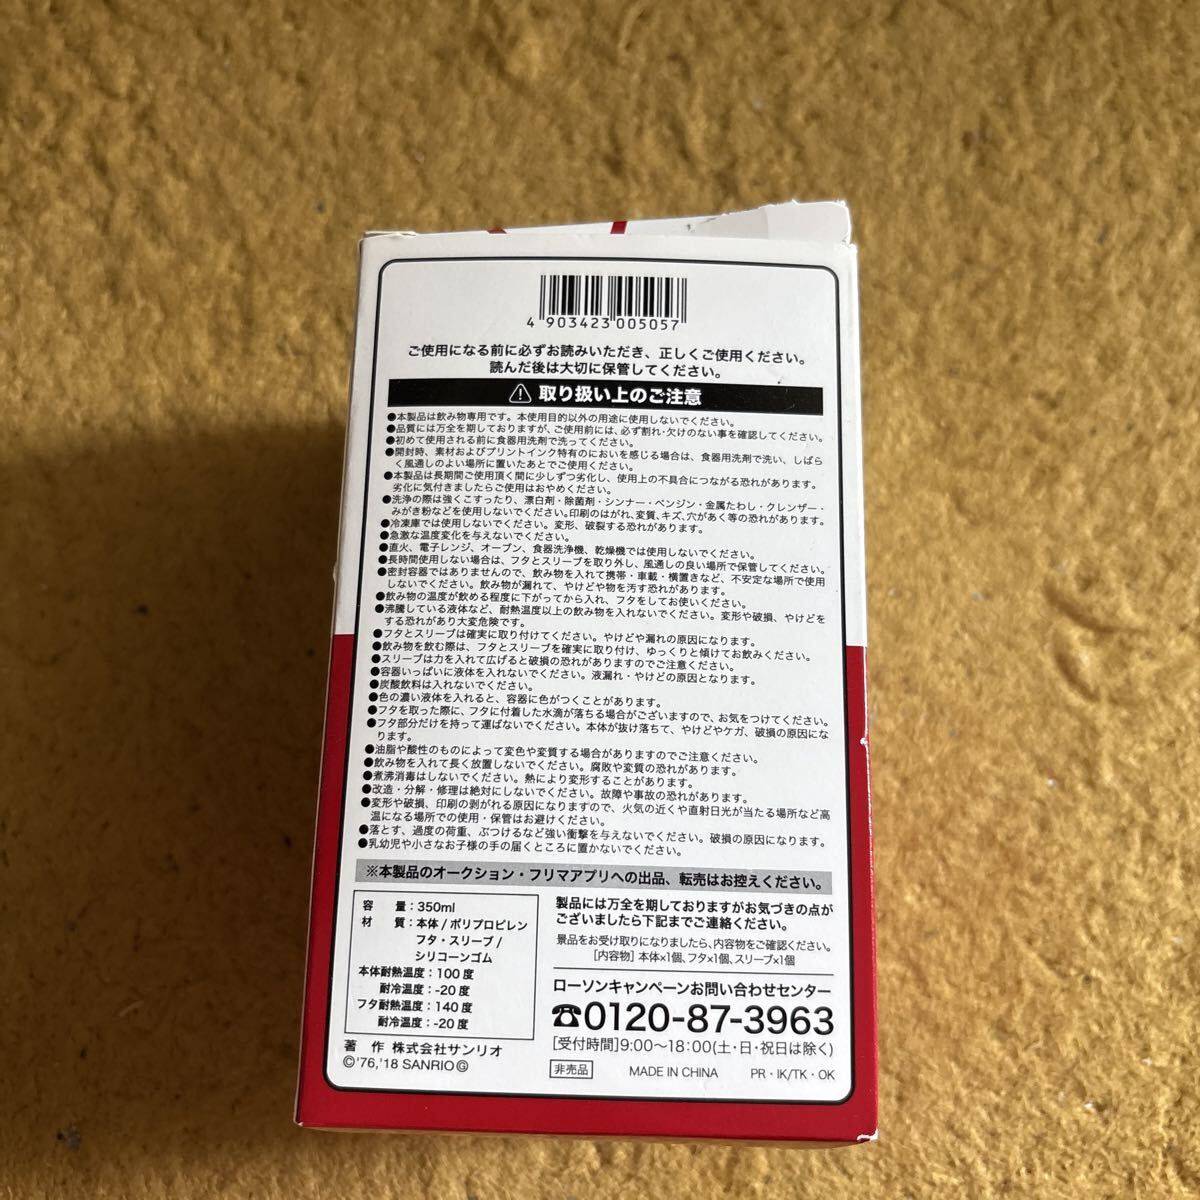 4 903423 005057
ご使用になる前に必ずお読みいただき、正しくご使用ください。
読んだ後は大切に保管してください。
取り扱い上のご注意
●本製品は飲み物専用です。本使用目的以外の用途に使用しないでください。
●品質には万全を期しておりますが、ご使用前には、必ず割れ・欠けのない事を確認してください。
●初めて使用される前に食器用洗剤で洗ってください。
●開封時、素材およびプリントインク特有のにおいを感じる場合は、食器用洗剤で洗い、しばら
く風通しのよい場所に置いたあとでご使用ください。
●本製品は長期間ご使用頂く間に少しずつ劣化し、使用上の不具合につながる恐れがあります。
劣化に気付きましたらご使用はおやめください。
●洗浄の際は強くこすったり、漂白剤・除菌剤・シンナー・ベンジン・金属たわし・クレンザー・
みがき粉などを使用しないでください。印刷のはがれ、変質、キズ、穴があく等の恐れがあります。
●冷凍庫では使用しないでください。変形、破裂する恐れがあります。
●急激な温度変化を与えないでください。
●直火、電子レンジ、オーブン、食器洗浄機、乾燥機では使用しないでください。
●長時間使用しない場合は、フタとスリーブを取り外し、風通しの良い場所で保管してください。
●密封容器ではありませんので、飲み物を入れて携帯・車載・横置きなど、不安定な場所で使用
しないでください。飲み物が漏れて、やけどや物を汚す恐れがあります。
●飲み物の温度が飲める程度に下がってから入れ、フタをしてお使いください。
●沸騰している液体など、耐熱温度以上の飲み物を入れないでください。変形や破損、やけどを
する恐れがあり大変危険です。
●フタとスリーブは確実に取り付けてください。やけどや漏れの原因になります。
●飲み物を飲む際は、フタとスリーブを確実に取り付け、ゆっくりと傾けてお飲みください。
●スリーブは力を入れて広げると破損の恐れがありますのでご注意ください。
●容器いっぱいに液体を入れないでください。液漏れ・やけどの原因となります。
●炭酸飲料は入れないでください。
●色の濃い液体を入れると、容器に色がつくことがあります。
●フタを取った際に、フタに付着した水滴が落ちる場合がございますので、お気をつけてください。
●フタ部分だけを持って運ばないでください。本体が抜け落ちて、やけどやケガ、破損の原因にな
ります。
●油脂や酸性のものによって変色や変質する場合がありますのでご注意ください。
●飲み物を入れて長く放置しないでください。腐敗や変質の恐れがあります。
●煮沸消毒はしないでください。熱により変形することがあります。
●改造・分解・修理は絶対にしないでください。故障や事故の恐れがあります。
●変形や破損、印刷の剥がれる原因になりますので、火気の近くや直射日光が当たる場所など高
温になる場所での使用・保管はお避けください。
●落とす、過度の荷重、ぶつけるなど強い衝撃を与えないでください。破損の原因になります。
●乳幼児や小さなお子様の手の届くところに置かないでください。
※本製品のオークション・フリマアプリへの出品、転売はお控えください。
容 量：350ml
材 質：本体/ポリプロピレン
フタ・スリーブ/
シリコーンゴム
本体耐熱温度：100度
耐冷温度：-20度
フタ耐熱温度：140度
耐冷温度：-20度
著 作 株式会社サンリオ
©'76,'18 SANRIO Ⓖ
製品には万全を期しておりますがお気づきの点が
ございましたら下記までご連絡ください。
景品をお受け取りになりましたら、内容物をご確認ください。
[内容物] 本体×1個、フタ×1個、スリーブ×1個
ローソンキャンペーンお問い合わせセンター
☎0120-87-3963
[受付時間]9:00〜18:00(土・日・祝日は除く)
非売品 MADE IN CHINA PR・IK/TK・OK